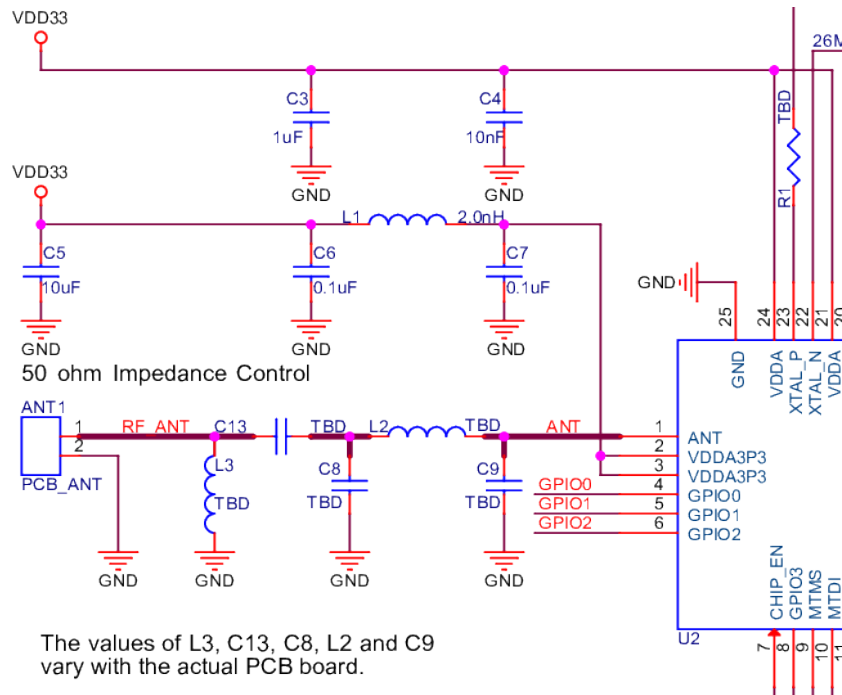 VDD33
26M
C3
1uF
C4
10nF
TBD
R1
GND
GND
VDD33
L1
2.0nH
C5
10uF
C6
0.1uF
C7
0.1uF
GND
GND
GND
GND
25
24
23
22
21
20
GND
VDDA
XTAL_P
XTAL_N
VDDA
50 ohm Impedance Control
ANT1
1
2
PCB_ANT
RF_ANT
C13
TBD
L2
TBD
ANT
L3
TBD
C8
TBD
C9
TBD
GND
GND
GND
GND
GPIO0
GPIO1
GPIO2
1
2
3
4
5
6
ANT
VDDA3P3
VDDA3P3
GPIO0
GPIO1
GPIO2
CHIP_EN
GPIO3
MTMS
MTDI
U2
7
8
9
10
11
The values of L3, C13, C8, L2 and C9
vary with the actual PCB board.